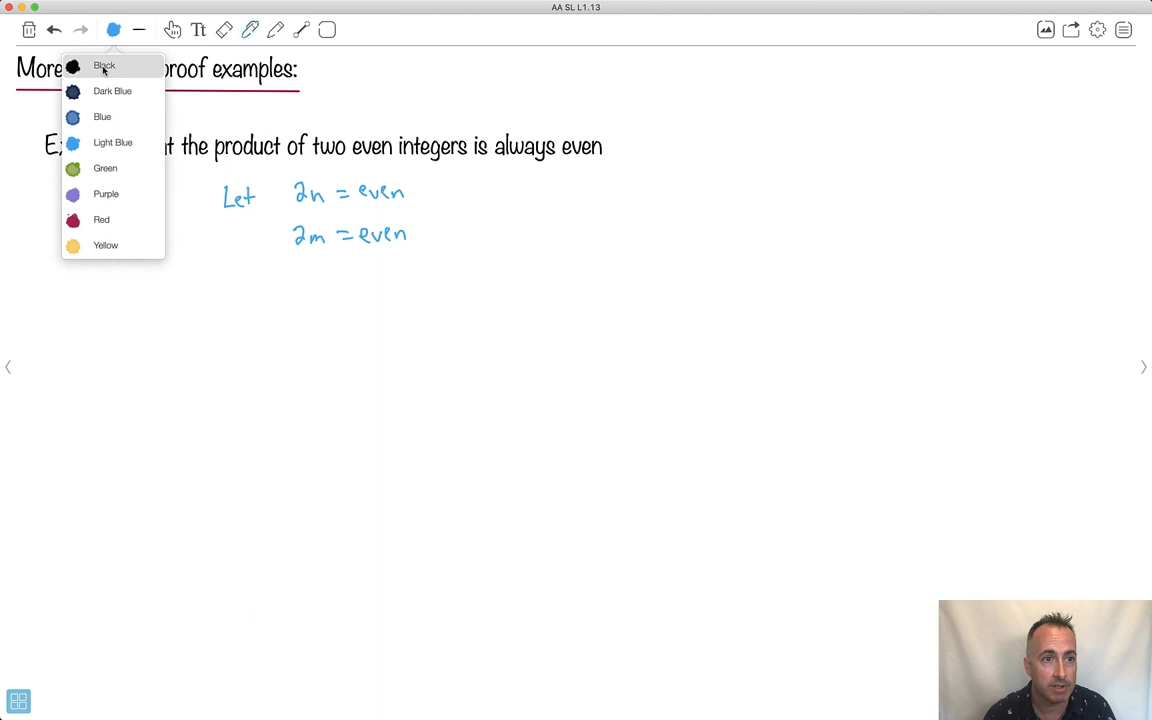 AA SL L1.13
Tt
Black
More proof examples:
Dark Blue
Blue
Light Blue
Green
Purple
Red
Yellow
the product of two even integers is always even
Let 2n = even
2m = even